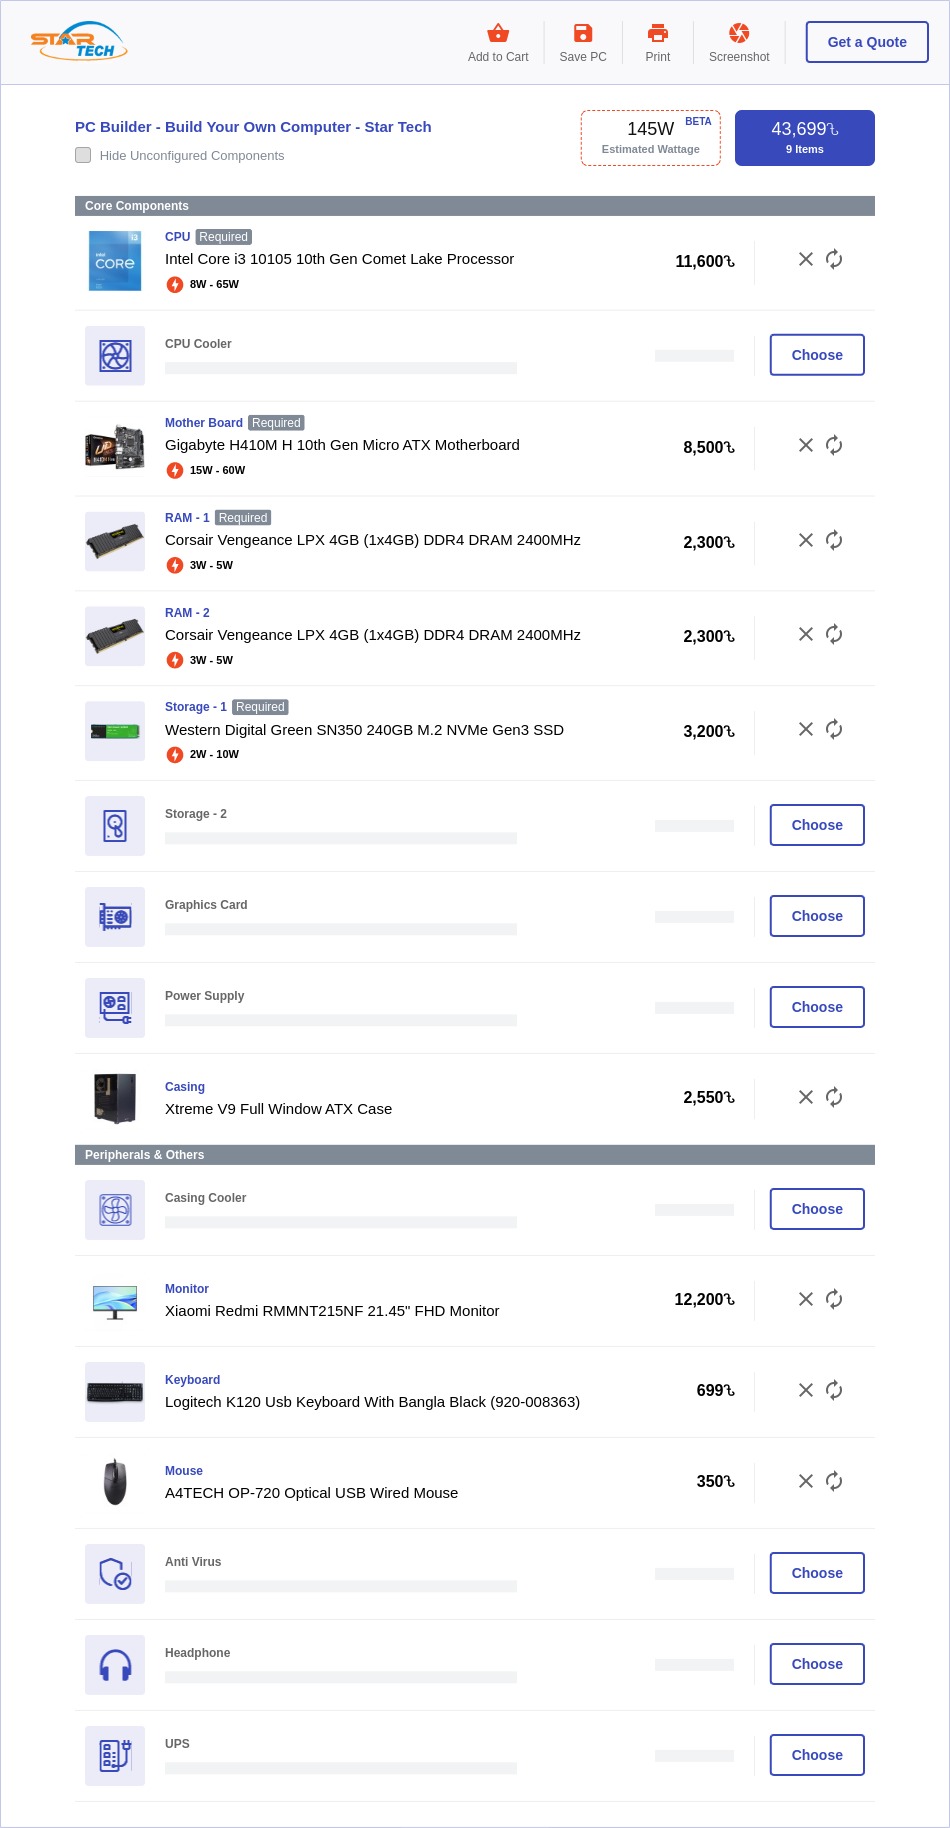 STAR
TECH
Add to Cart
Save PC
Print
Screenshot
Get a Quote
PC Builder - Build Your Own Computer - Star Tech
Hide Unconfigured Components
145W BETA
Estimated Wattage
43,699৳
9 Items
Core Components
CPU Required
Intel Core i3 10105 10th Gen Comet Lake Processor
8W - 65W
11,600৳
CPU Cooler
Choose
Mother Board Required
Gigabyte H410M H 10th Gen Micro ATX Motherboard
15W - 60W
8,500৳
RAM - 1 Required
Corsair Vengeance LPX 4GB (1x4GB) DDR4 DRAM 2400MHz
3W - 5W
2,300৳
RAM - 2
Corsair Vengeance LPX 4GB (1x4GB) DDR4 DRAM 2400MHz
3W - 5W
2,300৳
Storage - 1 Required
Western Digital Green SN350 240GB M.2 NVMe Gen3 SSD
2W - 10W
3,200৳
Storage - 2
Choose
Graphics Card
Choose
Power Supply
Choose
Casing
Xtreme V9 Full Window ATX Case
2,550৳
Peripherals & Others
Casing Cooler
Choose
Monitor
Xiaomi Redmi RMMNT215NF 21.45" FHD Monitor
12,200৳
Keyboard
Logitech K120 Usb Keyboard With Bangla Black (920-008363)
699৳
Mouse
A4TECH OP-720 Optical USB Wired Mouse
350৳
Anti Virus
Choose
Headphone
Choose
UPS
Choose